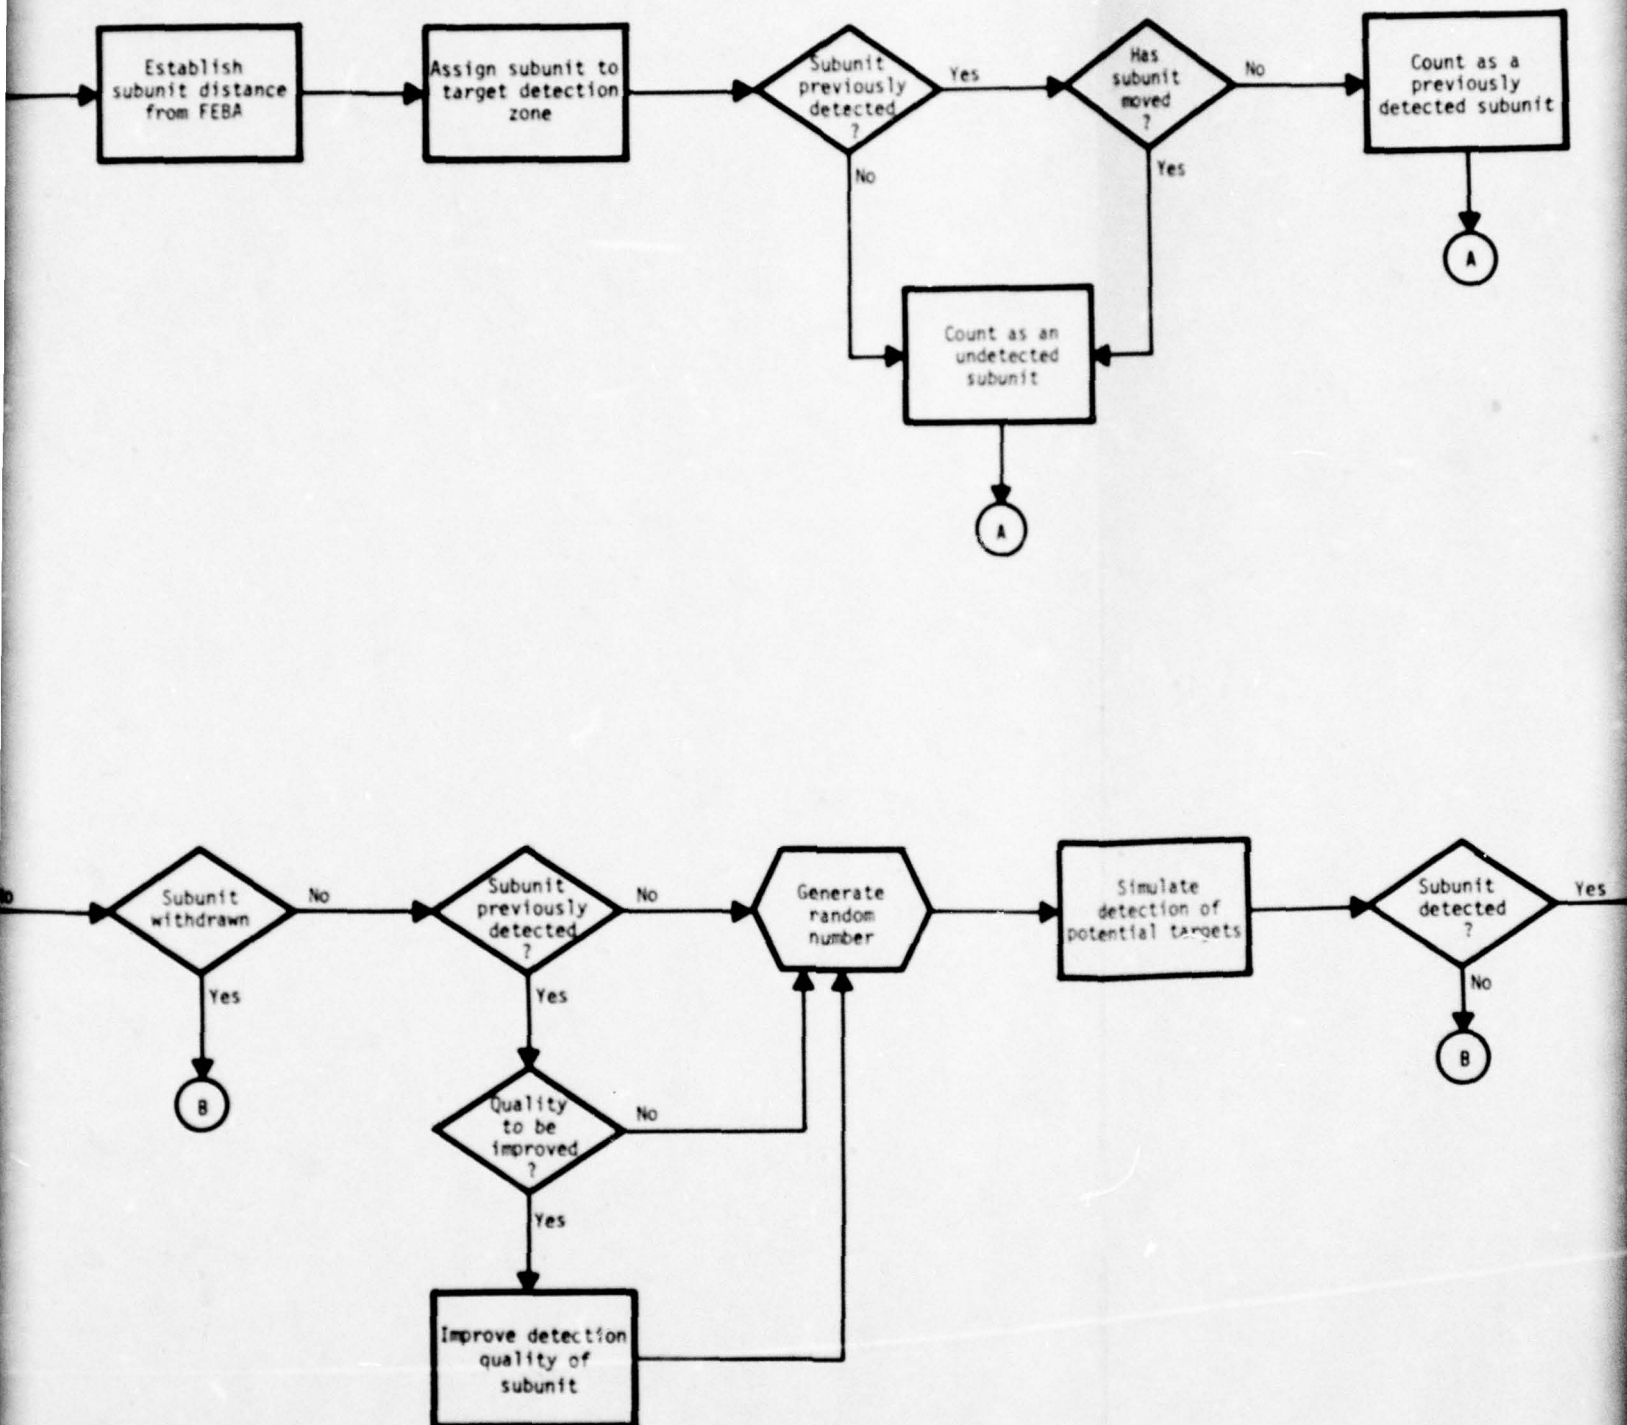 Establish
subunit distance
from FEBA
Assign subunit to
target detection
zone
Subunit
previously
detected
?
Yes
No
Has
subunit
moved
?
No
Yes
Count as a
previously
detected subunit
A
Count as an
undetected
subunit
A
Subunit
withdrawn
No
Yes
B
Subunit
previously
detected
?
No
Yes
Quality
to be
improved
?
No
Yes
Improve detection
quality of
subunit
Generate
random
number
Simulate
detection of
potential targets
Subunit
detected
?
Yes
No
B